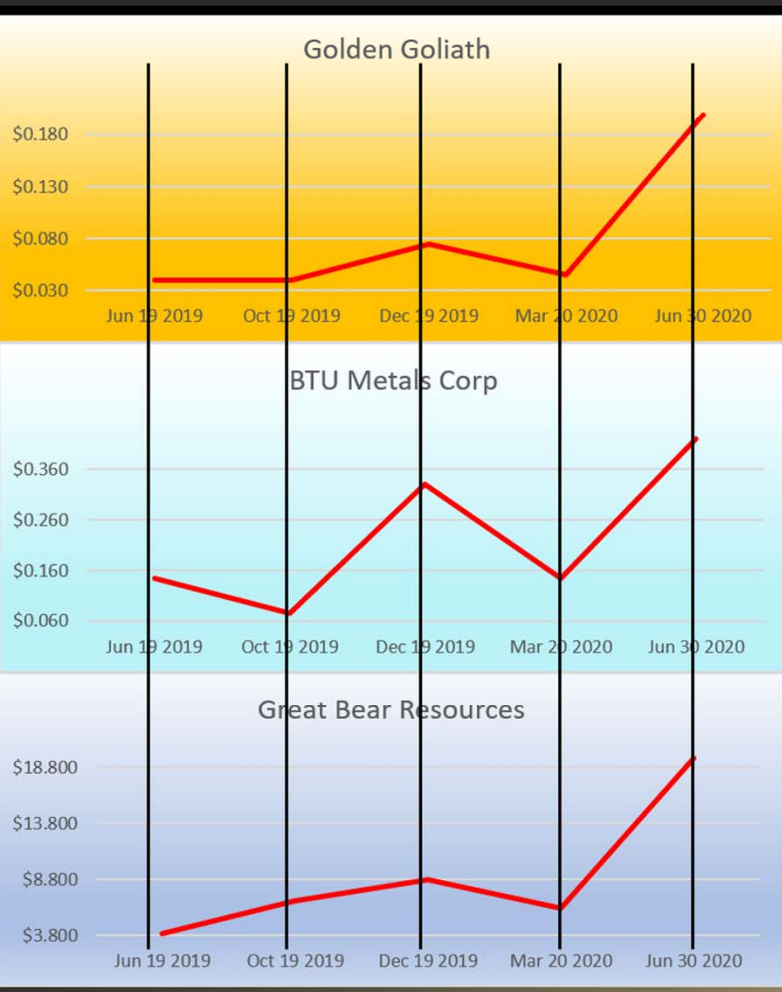 Golden Goliath
$0.180
$0.130
$0.080
$0.030
Jun 19 2019 Oct 19 2019 Dec 19 2019 Mar 20 2020 Jun 30 2020
BTU Metals Corp
$0.360
$0.260
$0.160
$0.060
Jun 19 2019 Oct 19 2019 Dec 19 2019 Mar 20 2020 Jun 30 2020
Great Bear Resources
$18.800
$13.800
$8.800
$3.800
Jun 19 2019 Oct 19 2019 Dec 19 2019 Mar 20 2020 Jun 30 2020